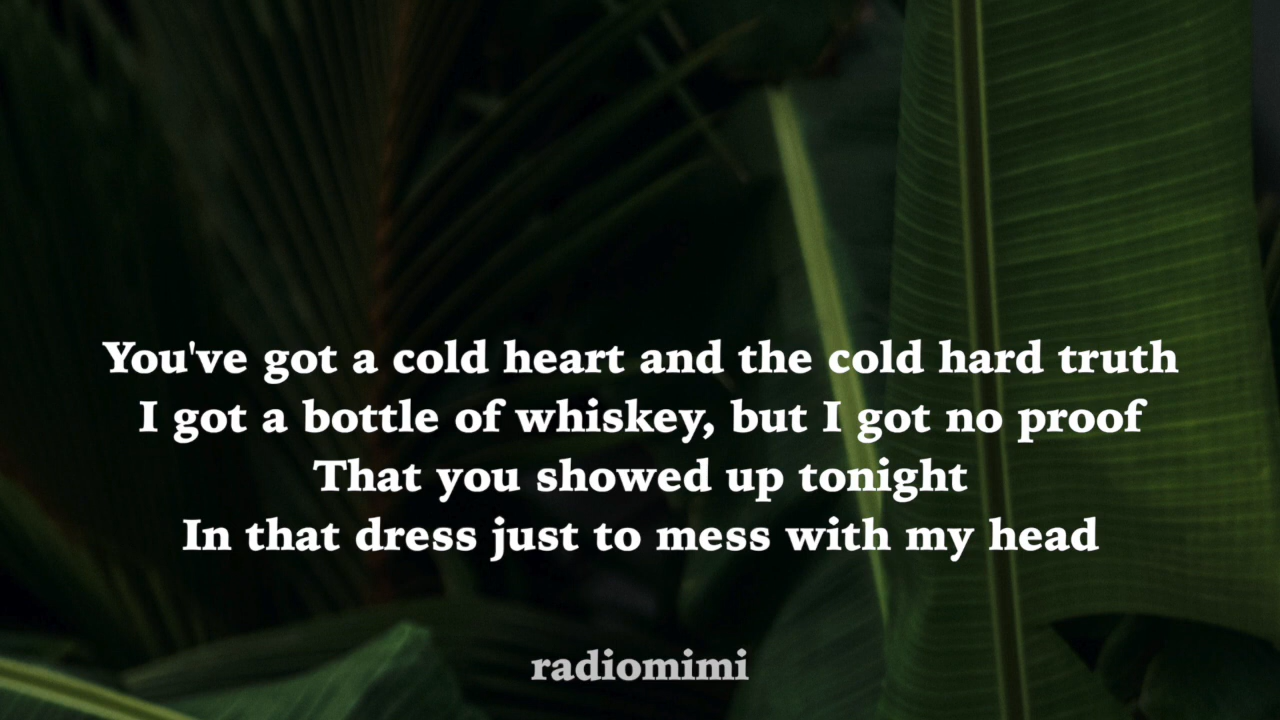 You've got a cold heart and the cold hard truth
I got a bottle of whiskey, but I got no proof
That you showed up tonight
In that dress just to mess with my head
radiomimi